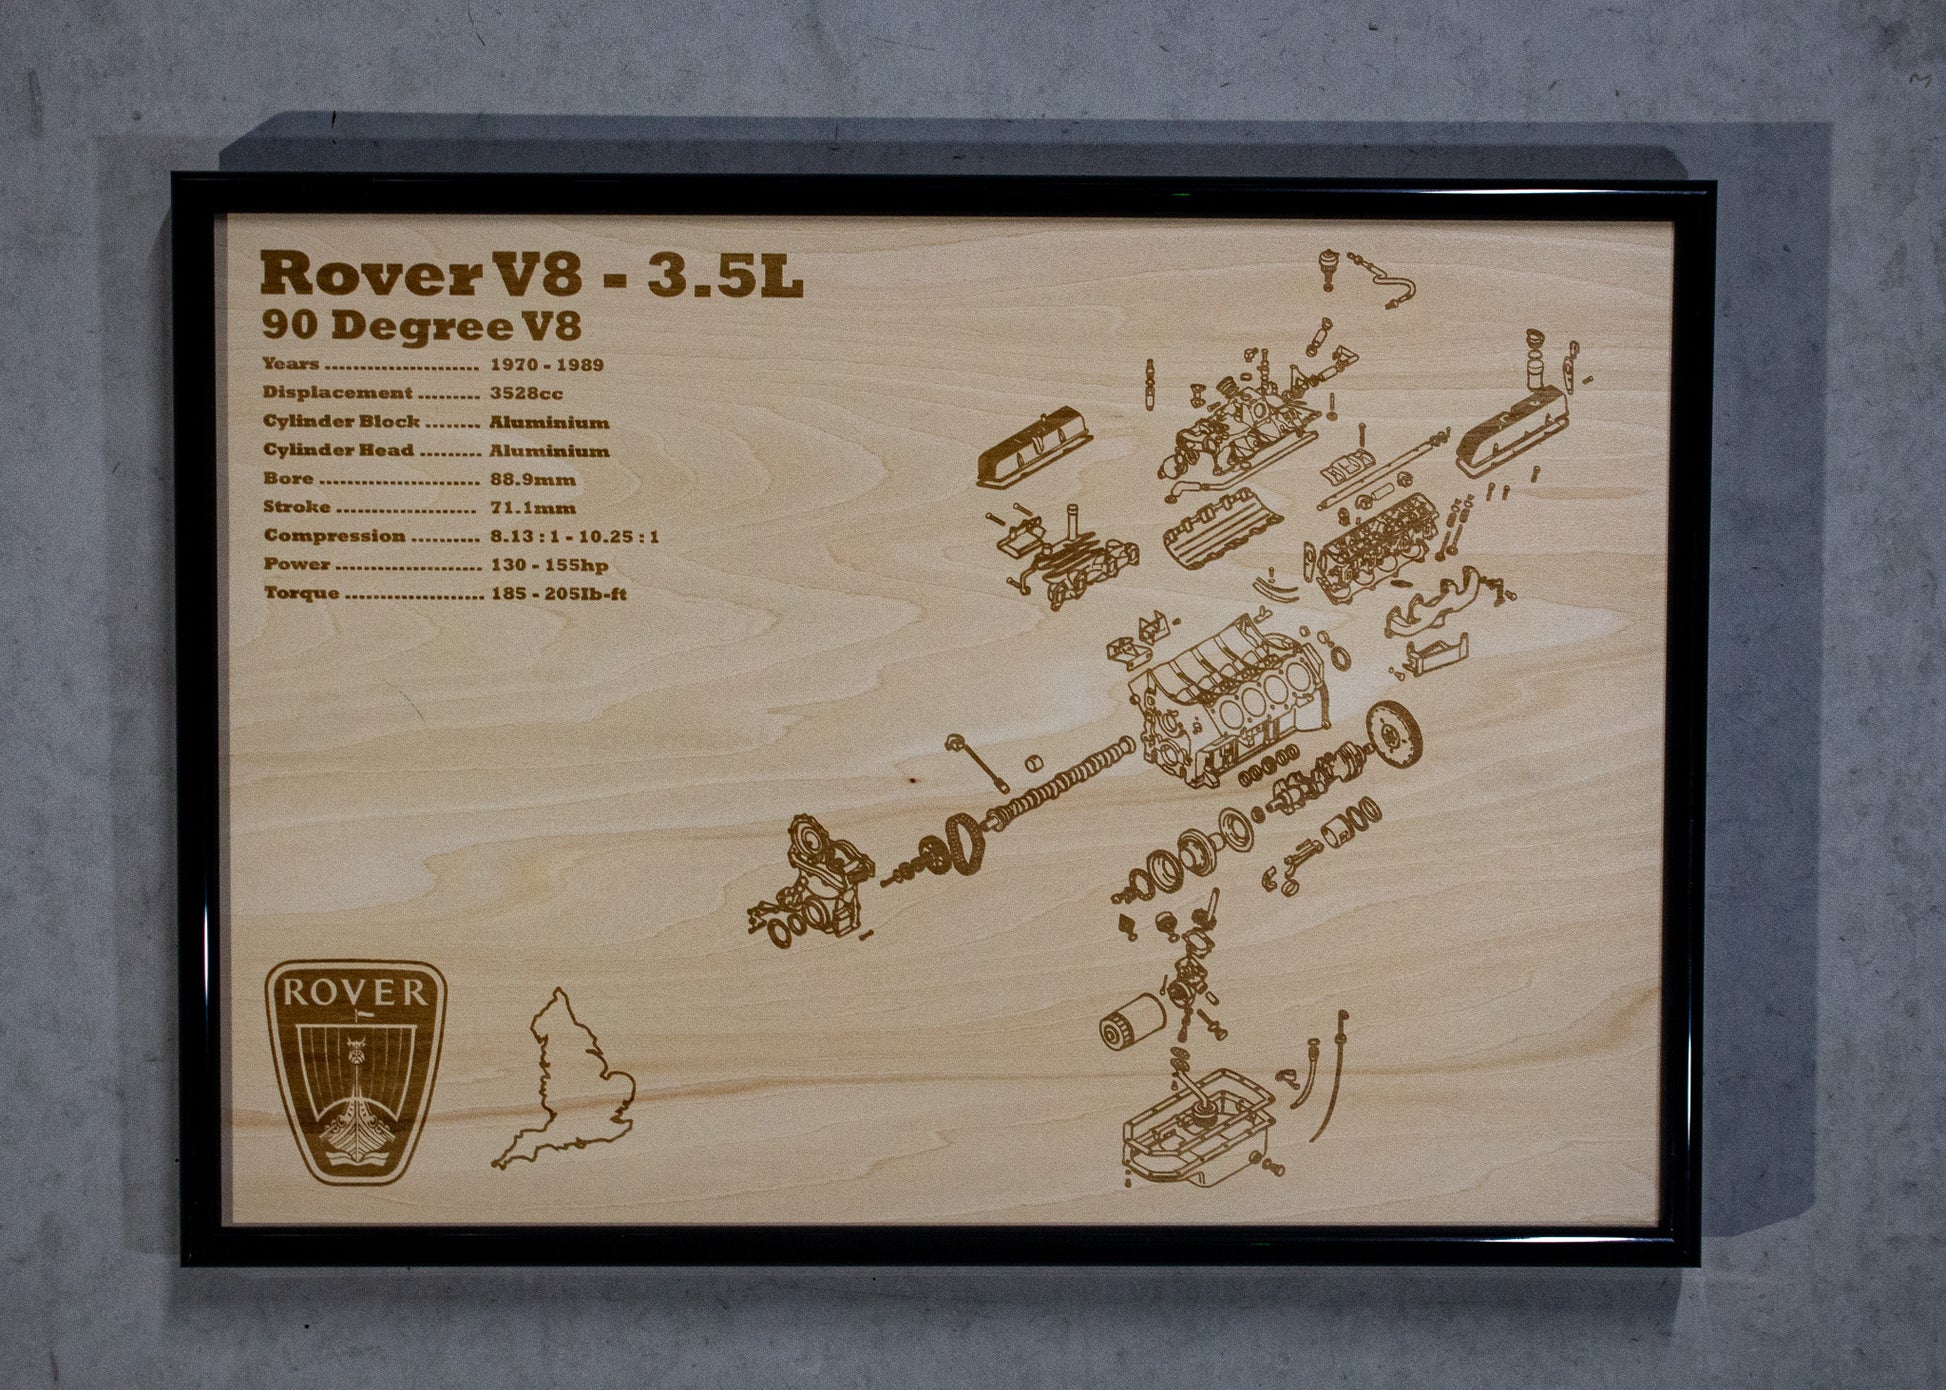 Rover V8 - 3.5L
90 Degree V8
Years ........................ 1970 - 1989
Displacement .......... 3528cc
Cylinder Block ........ Aluminium
Cylinder Head .......... Aluminium
Bore ......................... 88.9mm
Stroke ...................... 71.1mm
Compression ........... 8.13 : 1 - 10.25 : 1
Power ....................... 130 - 155hp
Torque ...................... 185 - 205Ib-ft
ROVER